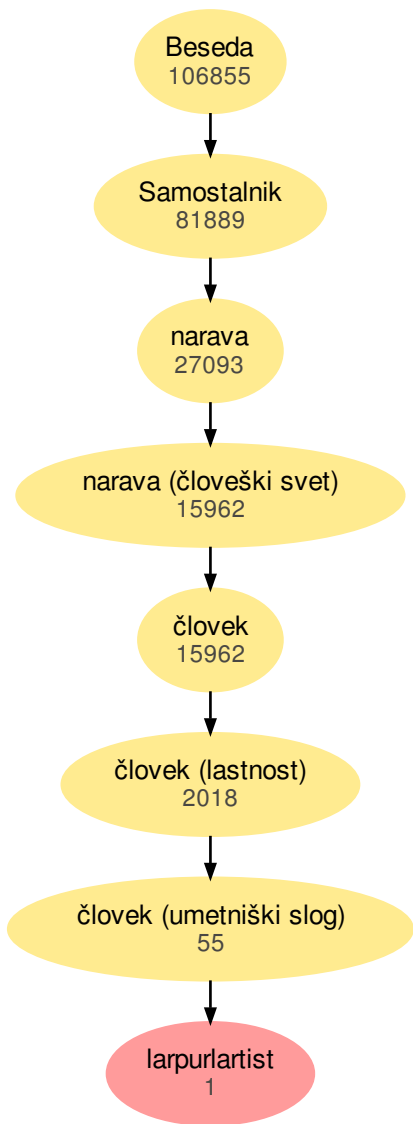 Beseda
106855
Samostalnik
81889
narava
27093
narava (človeški svet)
15962
človek
15962
človek (lastnost)
2018
človek (umetniški slog)
55
larpurlartist
1